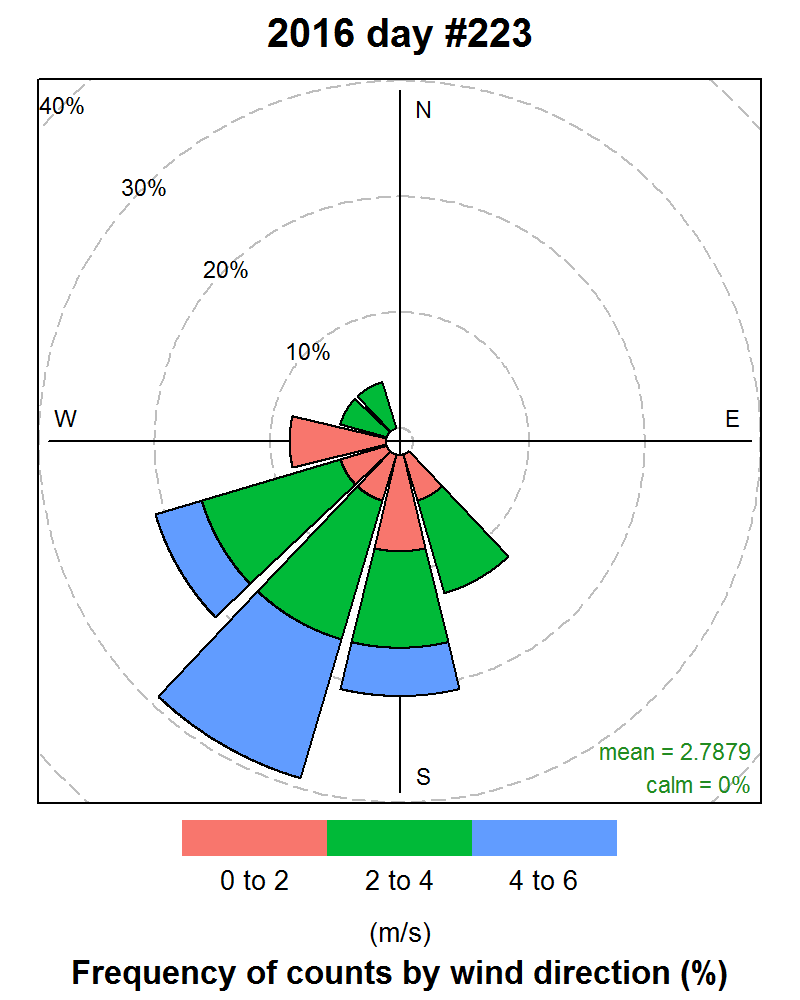 2016 day #223
40%
N
30%
20%
10%
W
E
mean = 2.7879
S
calm = 0%
0 to 2 2 to 4 4 to 6
(m/s)
Frequency of counts by wind direction (%)